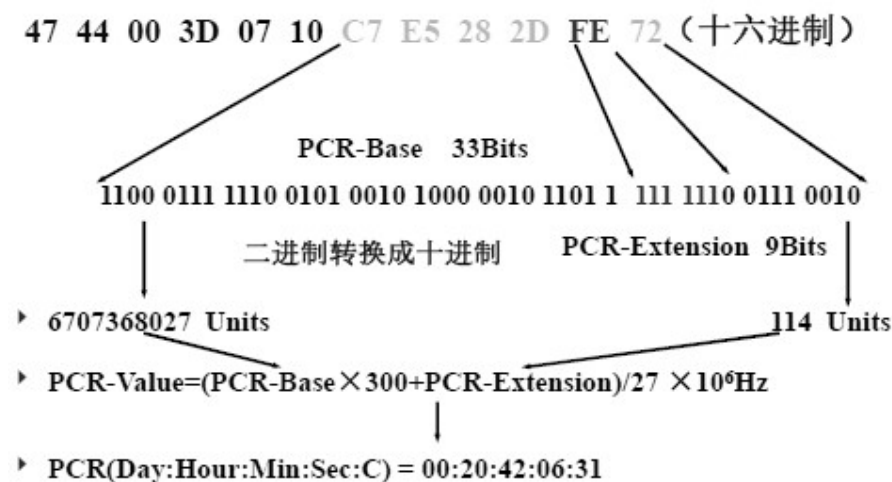 47 44 00 3D 07 10 C7 E5 28 2D FE 72（十六进制）
PCR-Base 33Bits
1100 0111 1110 0101 0010 1000 0010 1101 1 111 1110 0111 0010
二进制转换成十进制 PCR-Extension 9Bits
6707368027 Units 114 Units
PCR-Value=(PCR-Base×300+PCR-Extension)/27 ×10⁶Hz
PCR(Day:Hour:Min:Sec:C) = 00:20:42:06:31